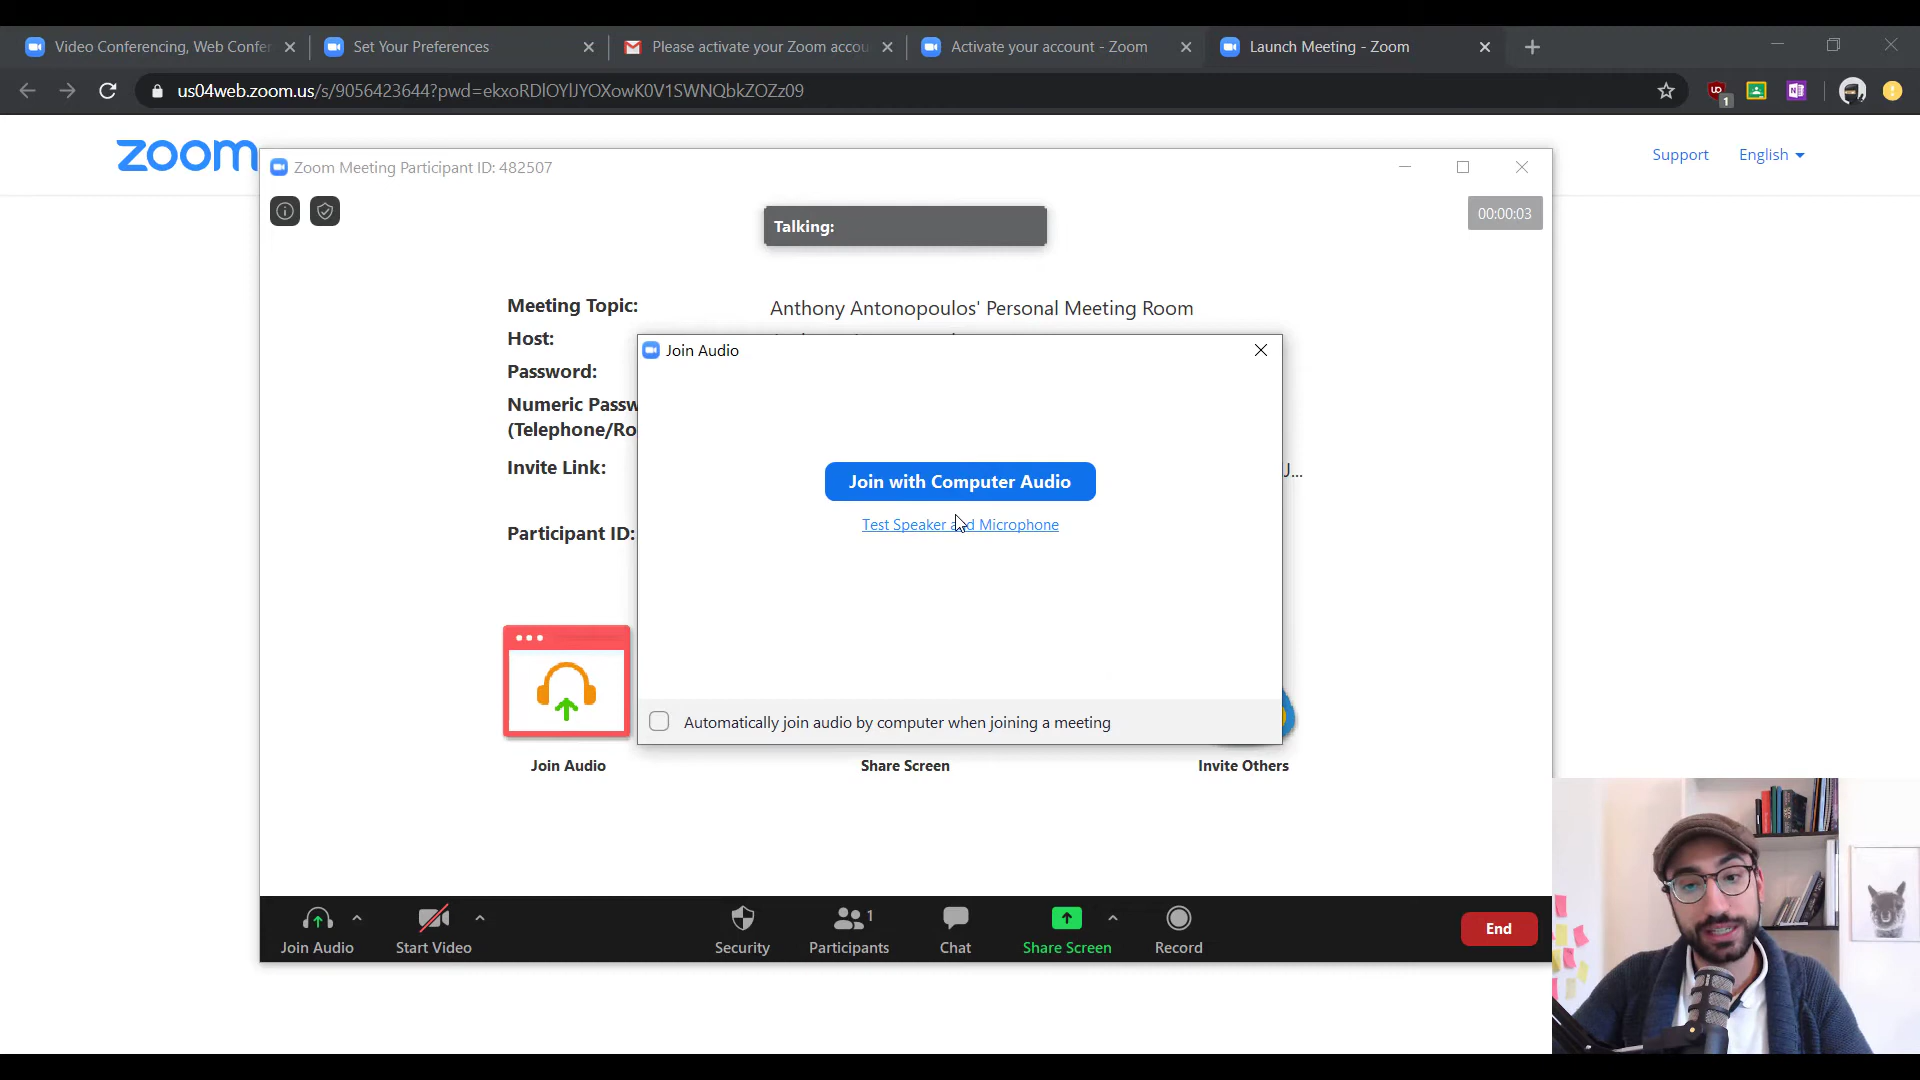 Video Conferencing, Web Confer
Set Your Preferences
Please activate your Zoom accou
Activate your account - Zoom
Launch Meeting - Zoom
us04web.zoom.us/s/9056423644?pwd=ekxoRDlOYlJYOXowK0V1SWNQbkZOZz09
1
zoom
Support
English
Zoom Meeting Participant ID: 482507
Talking:
00:00:03
Meeting Topic:
Anthony Antonopoulos' Personal Meeting Room
Host:
Password:
Numeric Passw
(Telephone/Ro
Invite Link:
J...
Participant ID:
Join Audio
Join with Computer Audio
Test Speaker and Microphone
Automatically join audio by computer when joining a meeting
Join Audio
Share Screen
Invite Others
Join Audio
Start Video
Security
1
Participants
Chat
Share Screen
Record
End